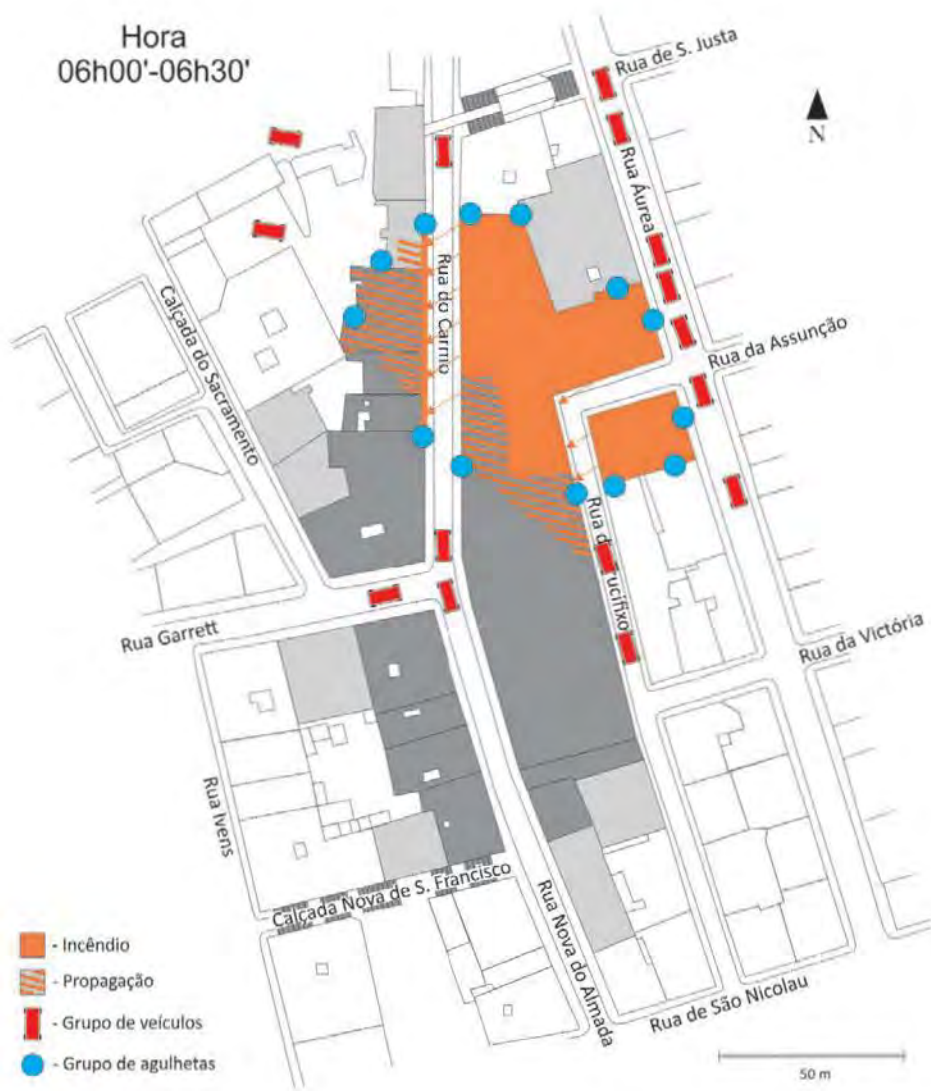 Hora
06h00'-06h30'
Rua de S. Justa
N
Rua Áurea
Rua do Carmo
Calçada do Sacramento
Rua da Assunção
Rua d rucifixo
Rua Garrett
Rua da Victória
Rua Ivens
Calçada Nova de S. Francisco
Rua Nova do Almada
Rua de São Nicolau
- Incêndio
- Propagação
- Grupo de veículos
- Grupo de agulhetas
50 m